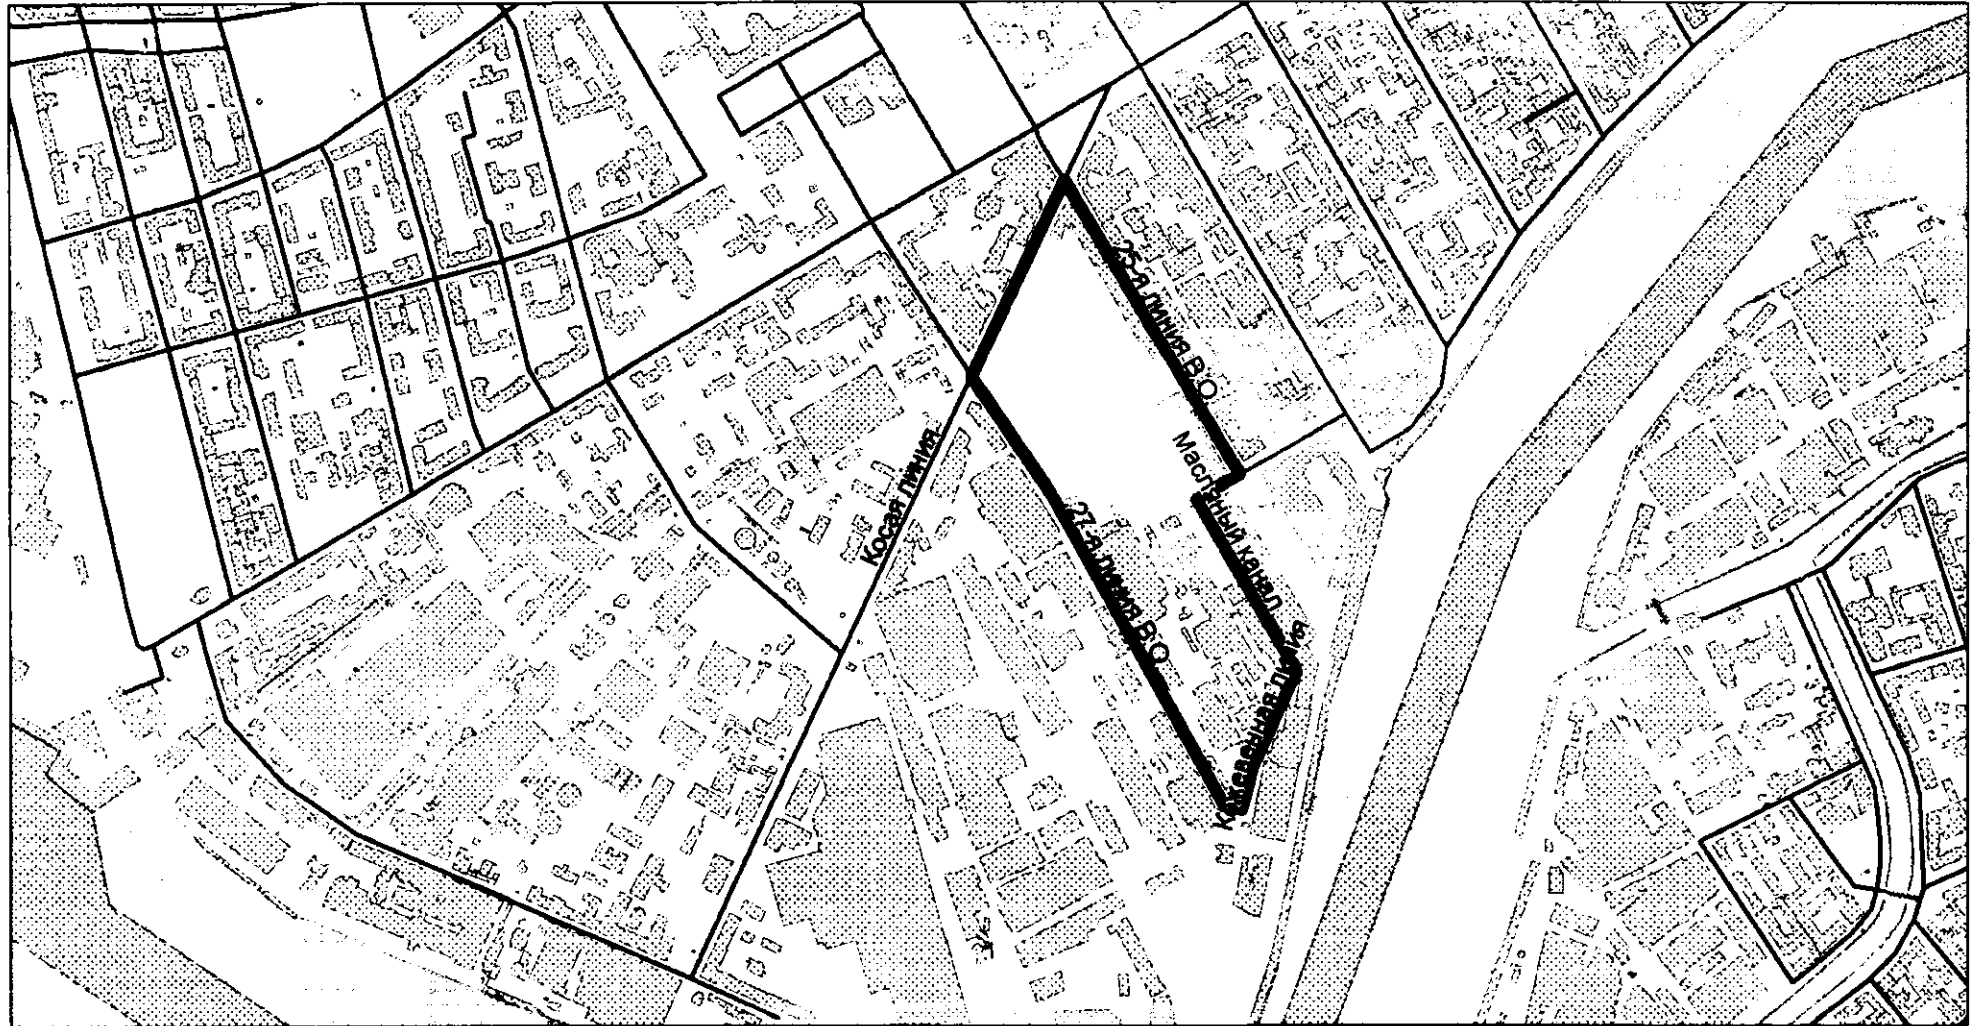 25-я линия В.О.
Масляный канал
Косая линия
27-я линия В.О.
Кожевенная линия